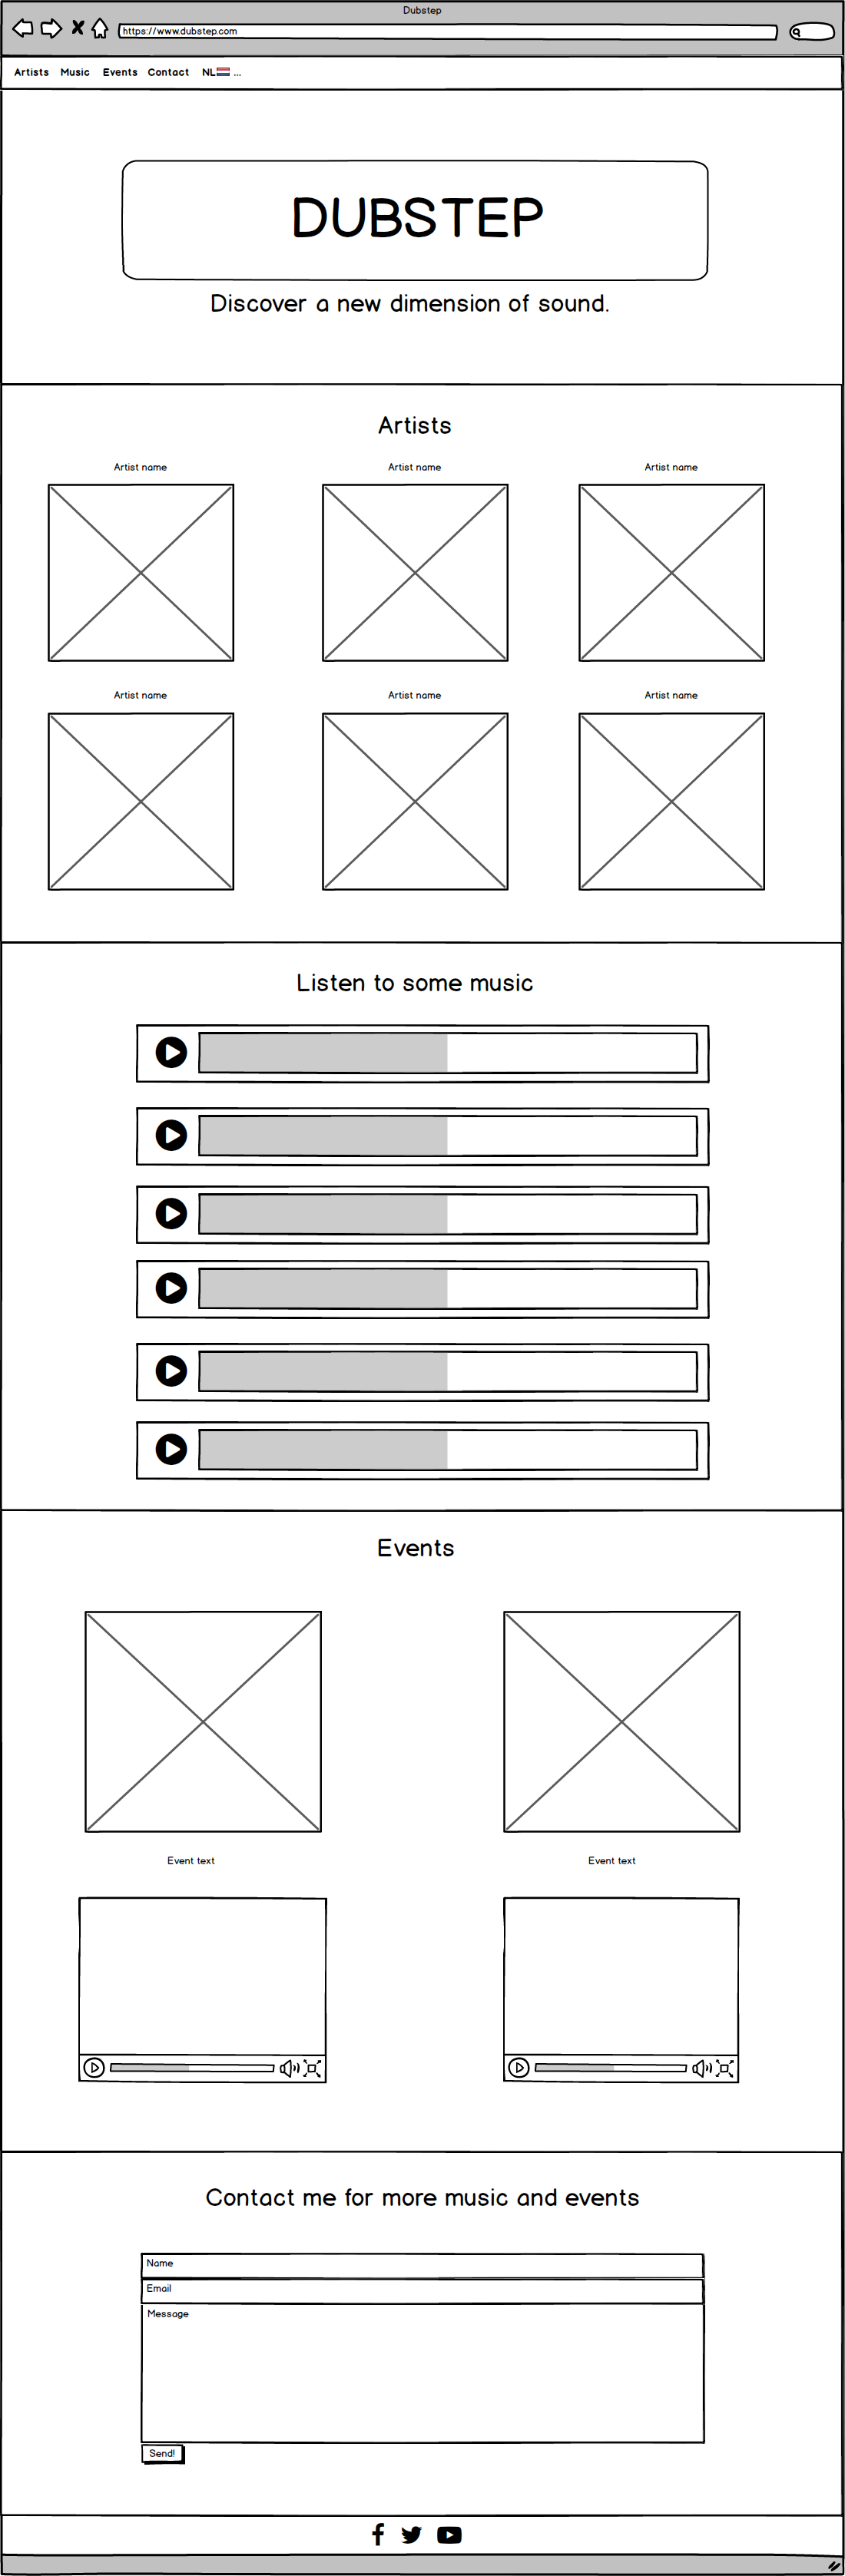 Dubstep
https://www.dubstep.com
Artists Music Events Contact NL ...
DUBSTEP
Discover a new dimension of sound.
Artists
Artist name Artist name Artist name
Artist name Artist name Artist name
Listen to some music
Events
Event text Event text
Contact me for more music and events
Name
Email
Message
Send!